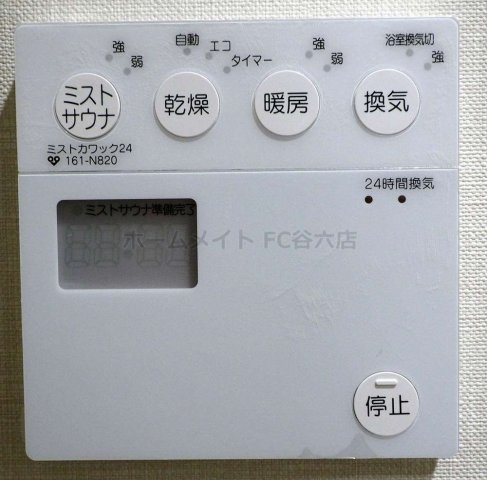 強
弱
自動
エコ
タイマー
強
弱
浴室換気切
強
ミスト
サウナ
乾燥
暖房
換気
ミストカワック24
161-N820
24時間換気
ミストサウナ準備完了
ホームメイト FC谷六店
停止